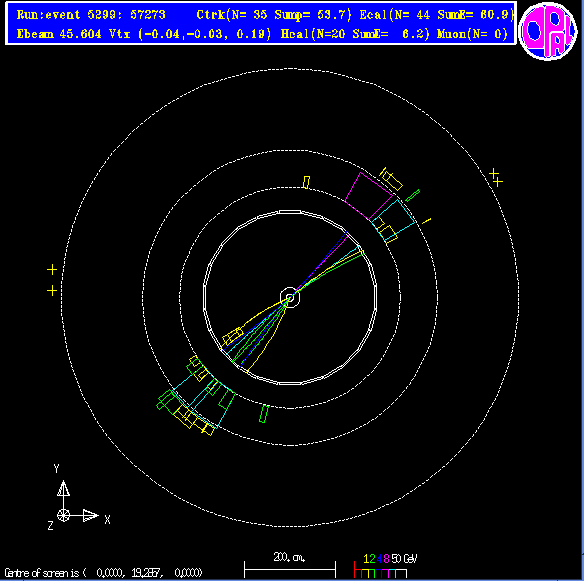 Run:event 5299: 57273 Ctrk(N= 35 Sump= 53.7) Ecal(N= 44 SumE= 60.9)
Ebeam 45.604 Vtx (-0.04,-0.03, 0.19) Hcal(N=20 SumE= 6.2) Muon(N= 0)
Y
X
Z
200. cm.
1 2 4 8 50 GeV
Centre of screen is ( 0.0000, 19.2857, 0.0000)